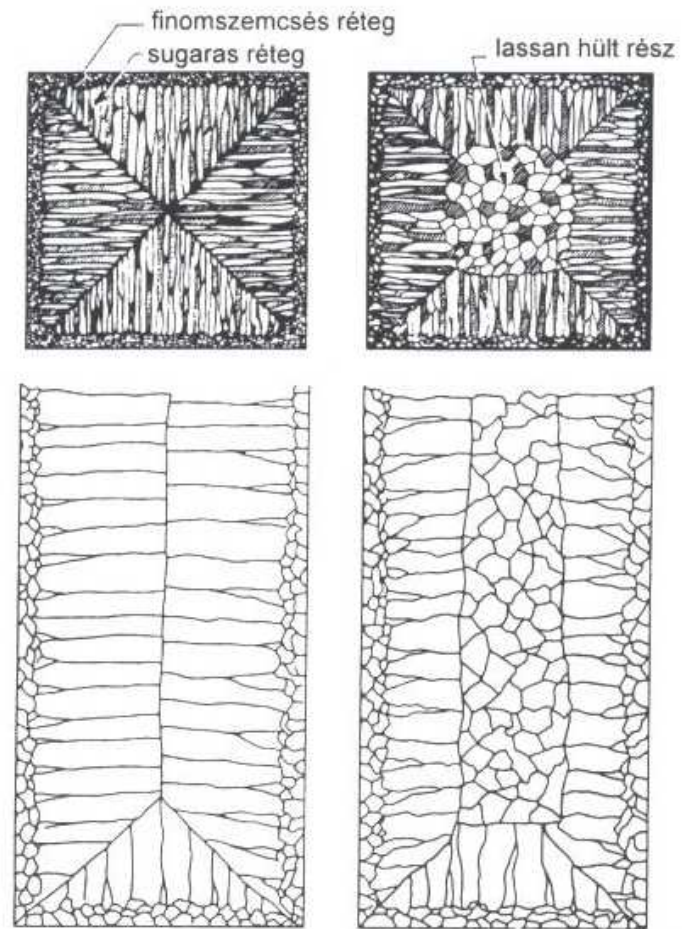 finomszemcsés réteg
sugaras réteg
lassan hült rész